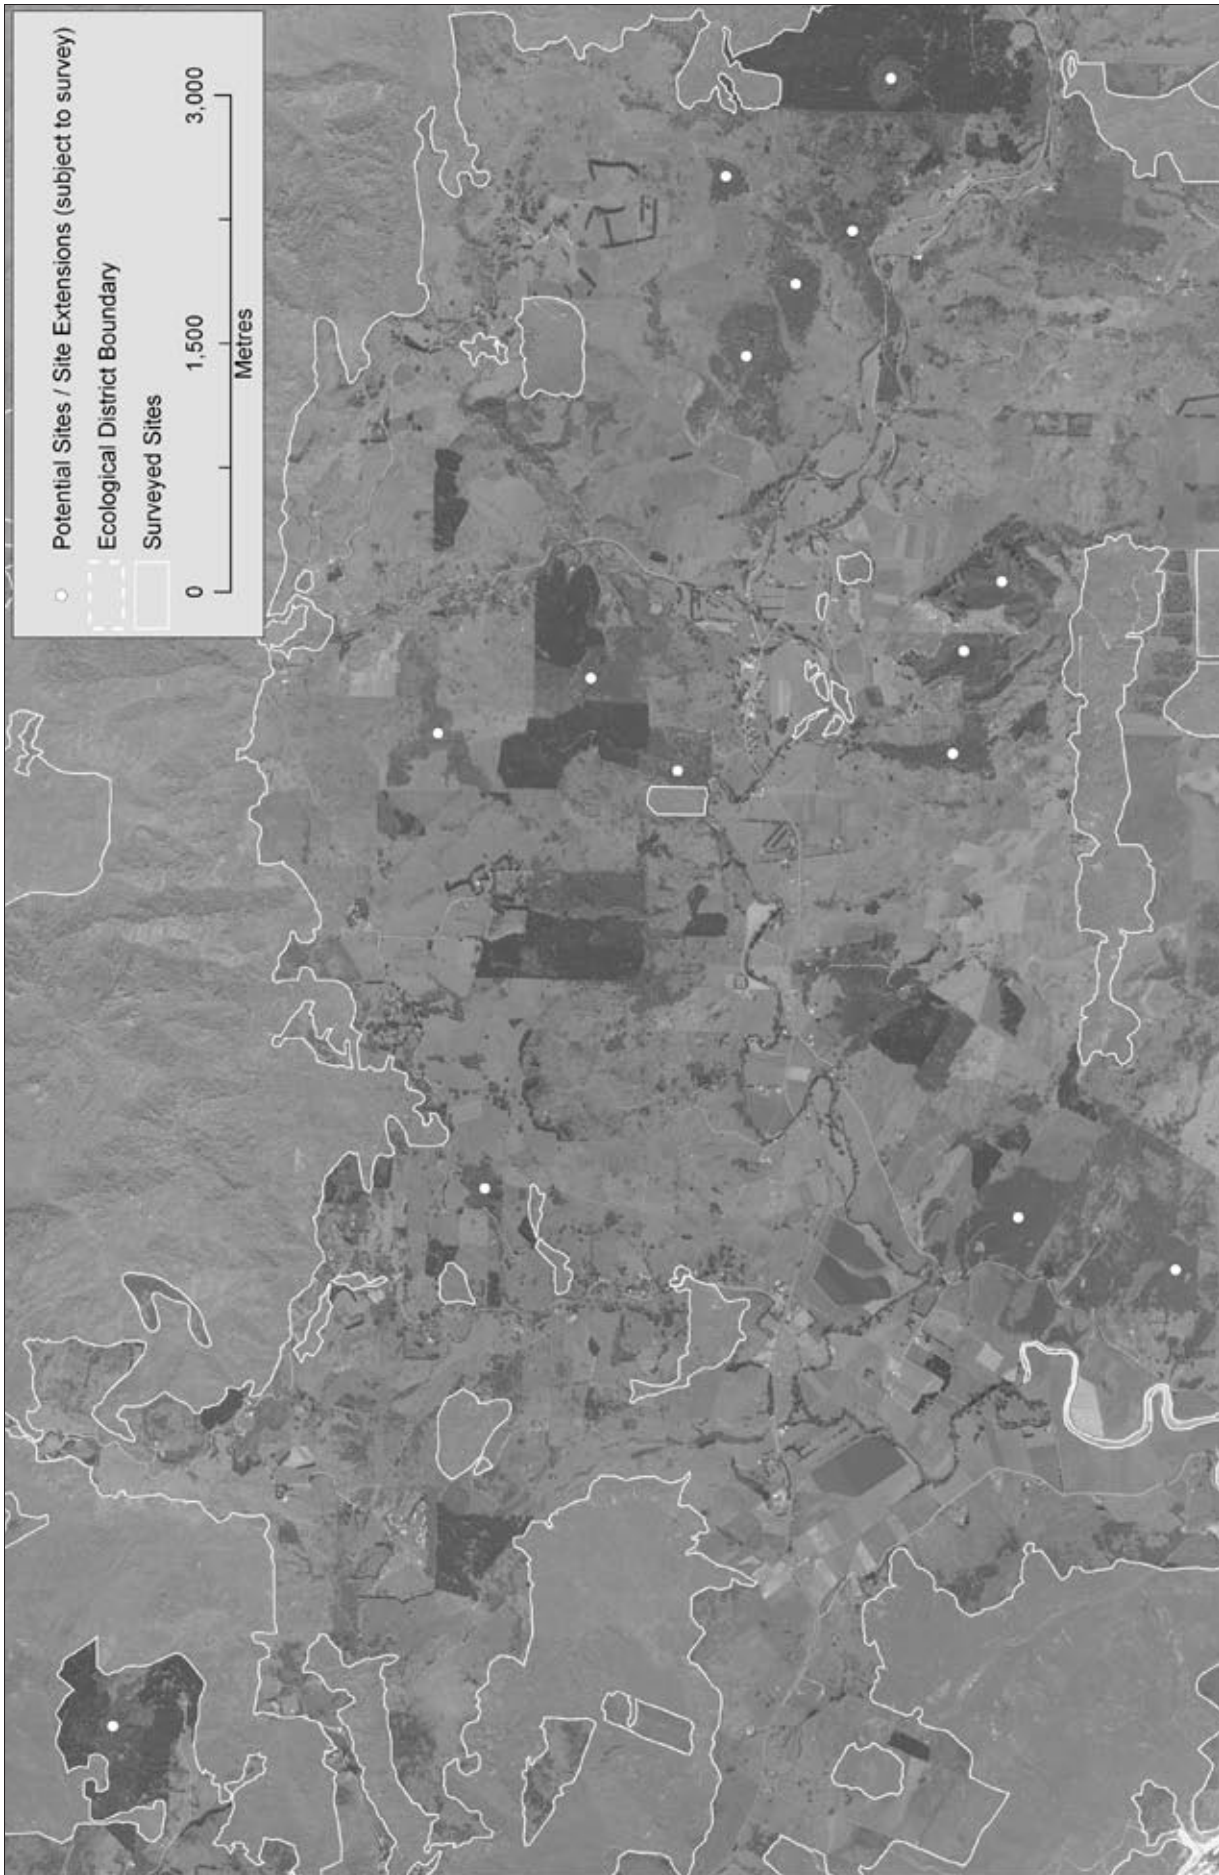 Potential Sites / Site Extensions (subject to survey)
Ecological District Boundary
Surveyed Sites
0 1,500 3,000
Metres